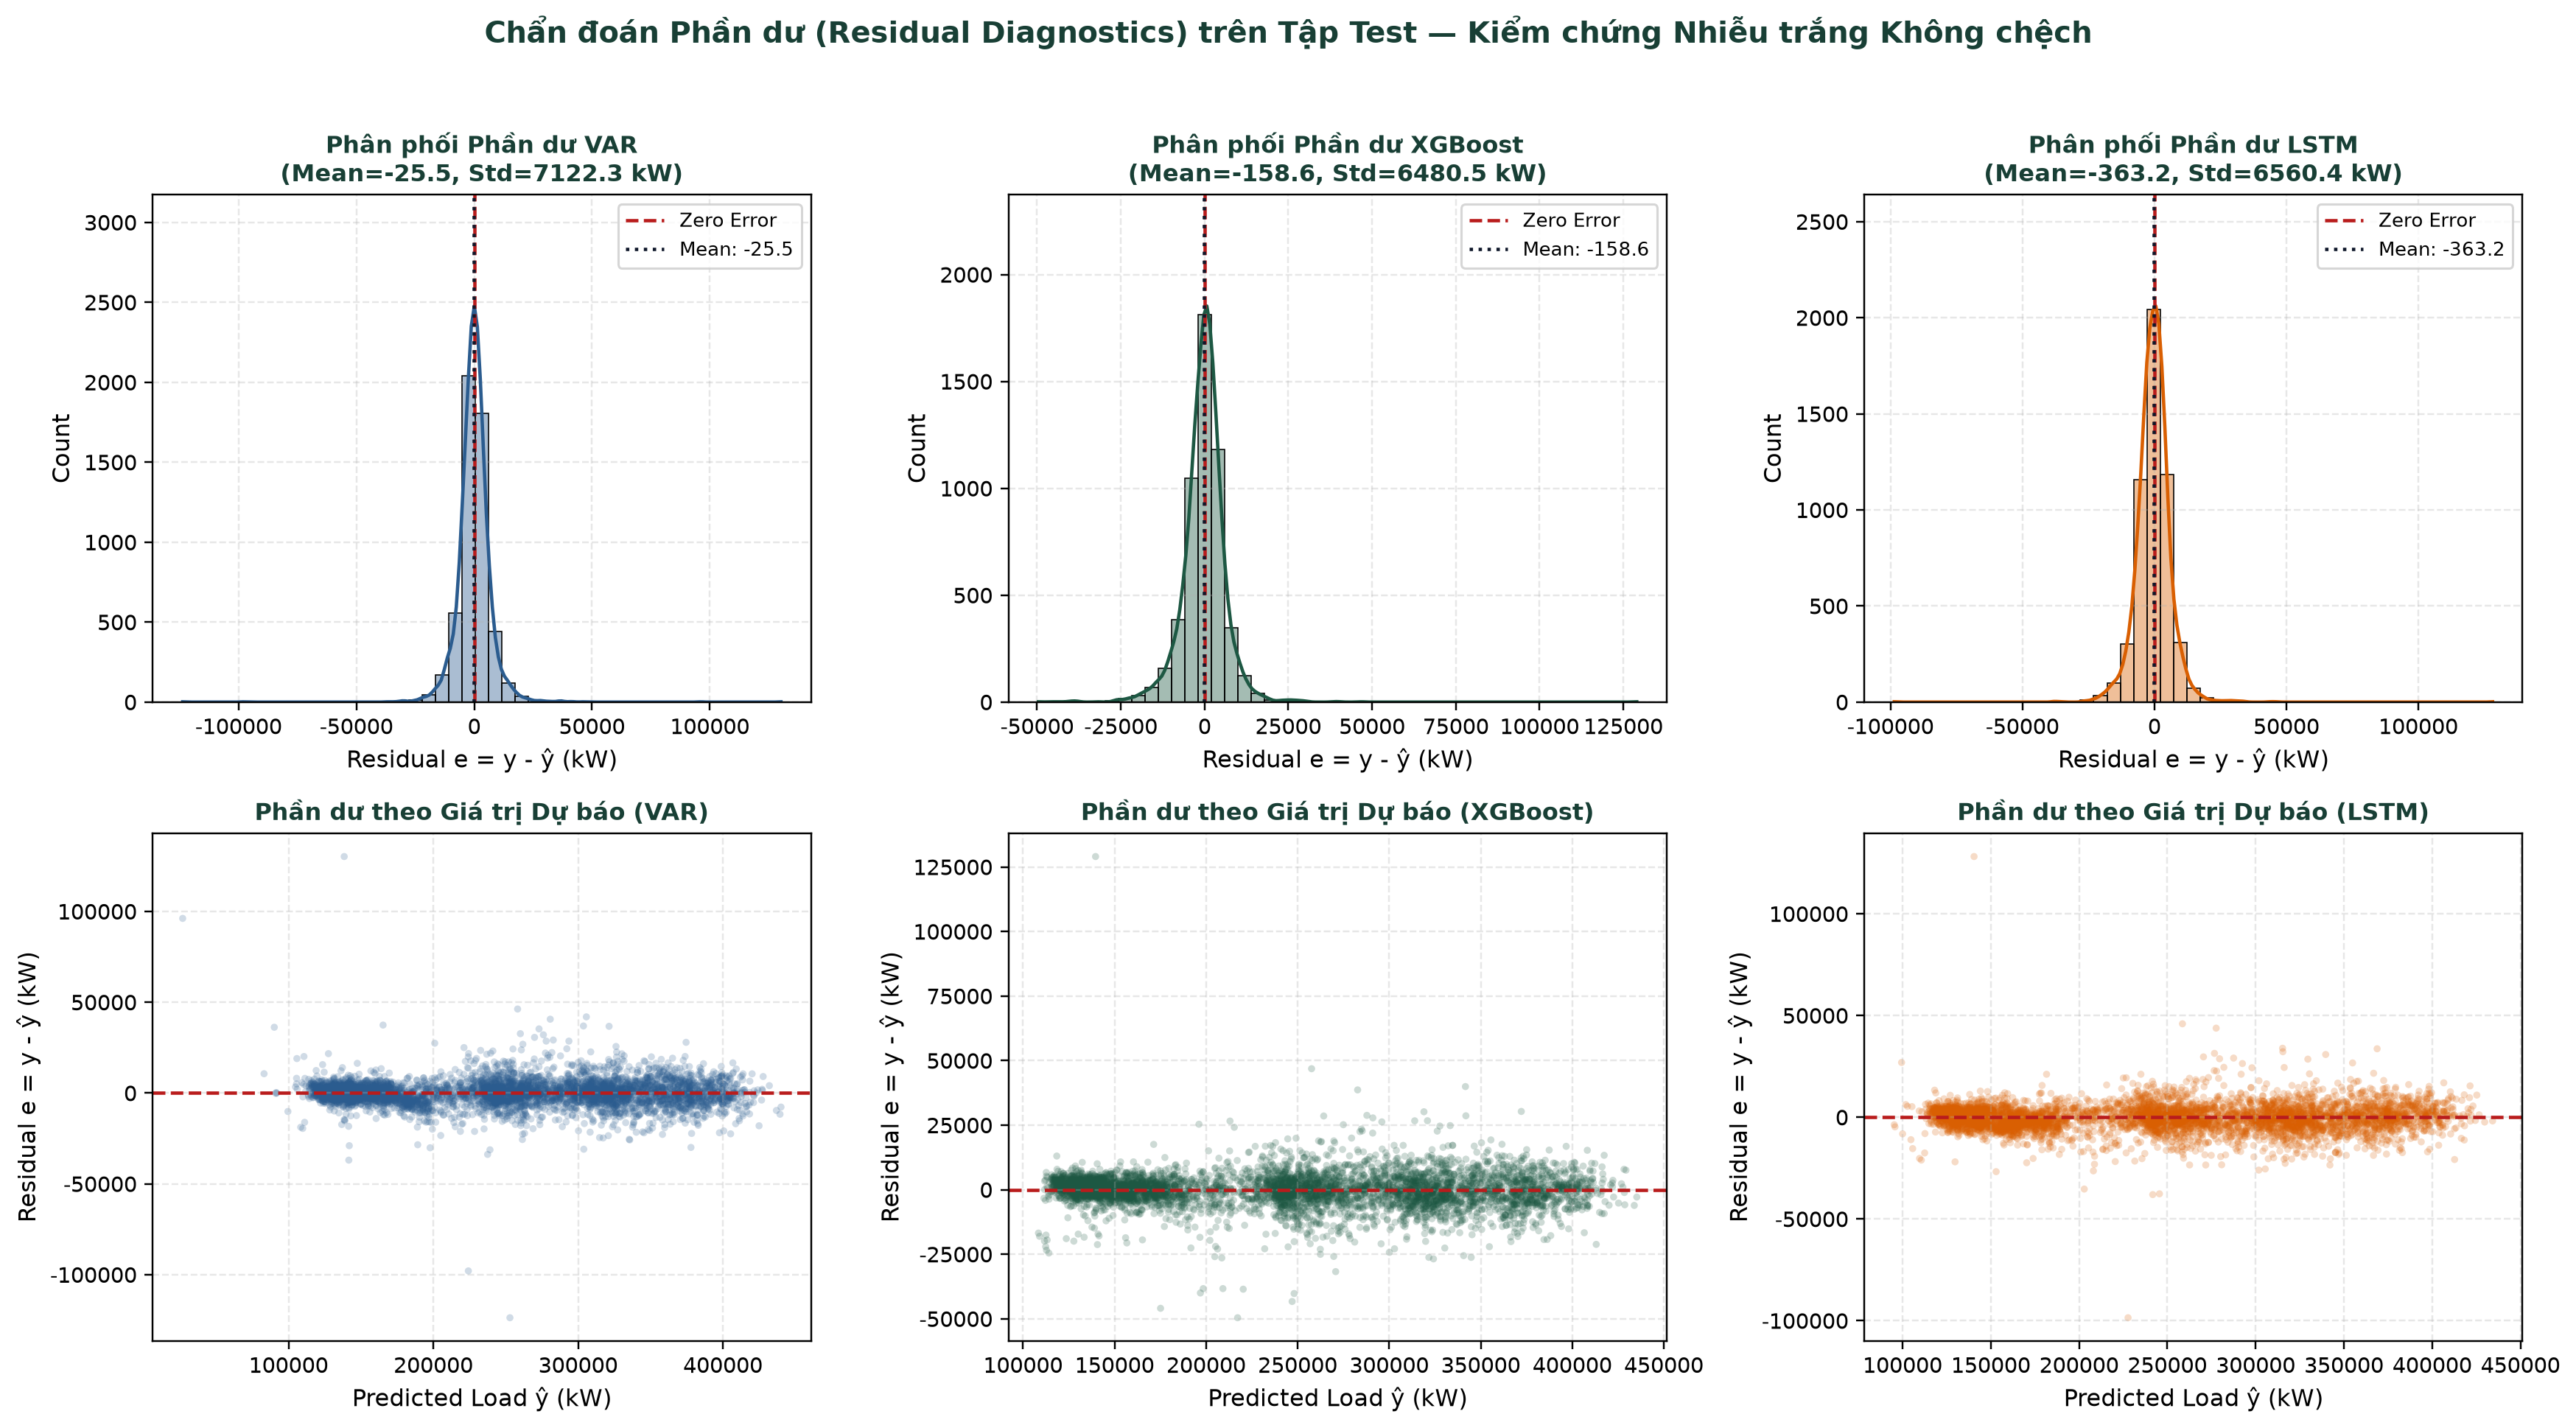 Chẩn đoán Phần dư (Residual Diagnostics) trên Tập Test — Kiểm chứng Nhiễu trắng Không chệch
Phân phối Phần dư VAR
(Mean=-25.5, Std=7122.3 kW)
3000
2500
2000
1500
1000
500
0
Count
Zero Error
Mean: -25.5
-100000 -50000 0 50000 100000
Residual e = y - ŷ (kW)
Phân phối Phần dư XGBoost
(Mean=-158.6, Std=6480.5 kW)
2000
1500
1000
500
0
Count
Zero Error
Mean: -158.6
-50000 -25000 0 25000 50000 75000 100000 125000
Residual e = y - ŷ (kW)
Phân phối Phần dư LSTM
(Mean=-363.2, Std=6560.4 kW)
2500
2000
1500
1000
500
0
Count
Zero Error
Mean: -363.2
-100000 -50000 0 50000 100000
Residual e = y - ŷ (kW)
Phần dư theo Giá trị Dự báo (VAR)
100000
50000
0
-50000
-100000
Residual e = y - ŷ (kW)
100000 200000 300000 400000
Predicted Load ŷ (kW)
Phần dư theo Giá trị Dự báo (XGBoost)
125000
100000
75000
50000
25000
0
-25000
-50000
Residual e = y - ŷ (kW)
100000 150000 200000 250000 300000 350000 400000 450000
Predicted Load ŷ (kW)
Phần dư theo Giá trị Dự báo (LSTM)
100000
50000
0
-50000
-100000
Residual e = y - ŷ (kW)
100000 150000 200000 250000 300000 350000 400000 450000
Predicted Load ŷ (kW)